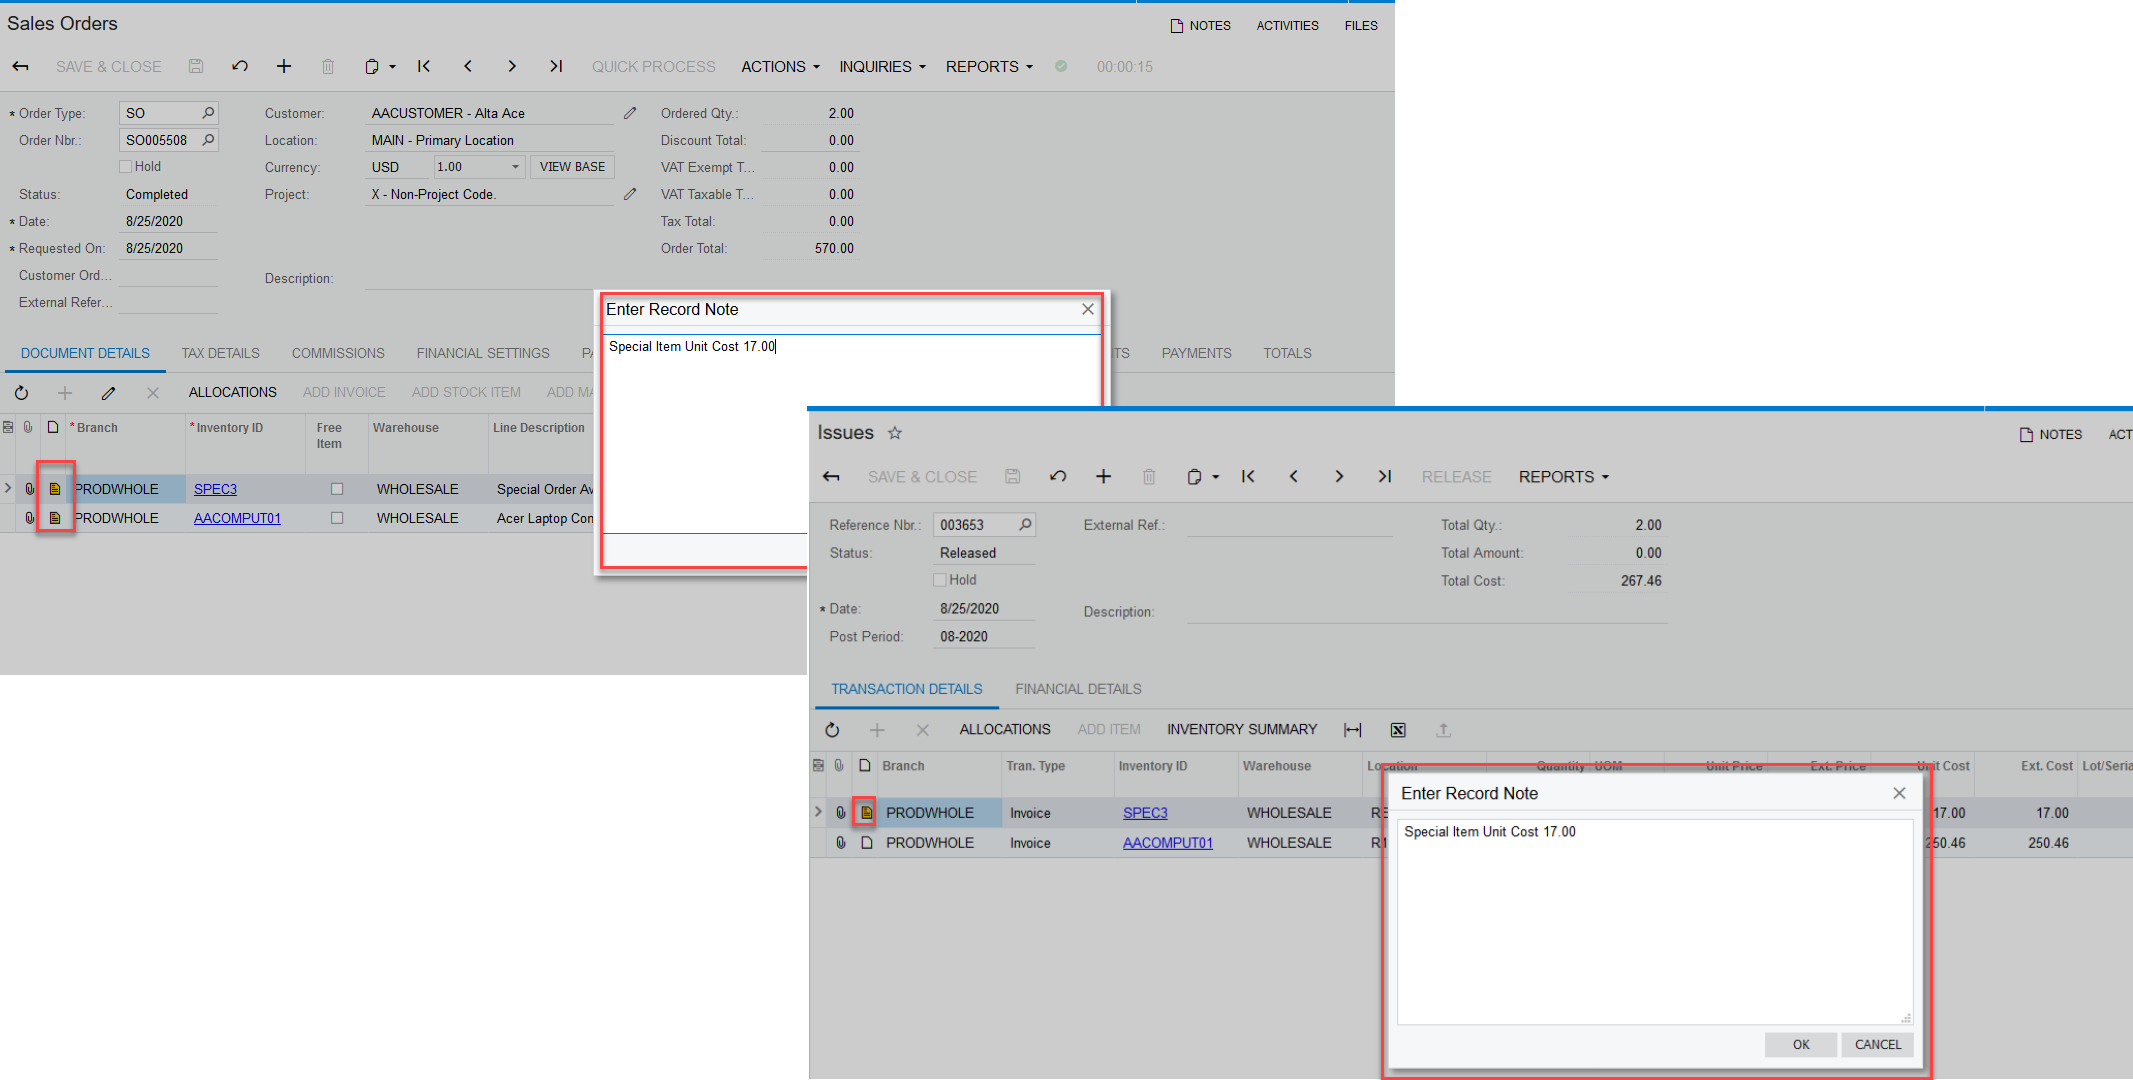 Sales Orders
NOTES ACTIVITIES FILES
SAVE & CLOSE QUICK PROCESS ACTIONS INQUIRIES REPORTS 00:00:15
* Order Type: SO Customer: AACUSTOMER - Alta Ace Ordered Qty.: 2.00
Order Nbr.: SO005508 Location: MAIN - Primary Location Discount Total: 0.00
Hold Currency: USD 1.00 VIEW BASE VAT Exempt T... 0.00
Status: Completed Project: X - Non-Project Code. VAT Taxable T... 0.00
* Date: 8/25/2020 Tax Total: 0.00
* Requested On: 8/25/2020 Order Total: 570.00
Customer Ord... Description:
External Refer...
Enter Record Note
Special Item Unit Cost 17.00
DOCUMENT DETAILS TAX DETAILS COMMISSIONS FINANCIAL SETTINGS PA TS PAYMENTS TOTALS
ALLOCATIONS ADD INVOICE ADD STOCK ITEM ADD MA
* Branch * Inventory ID Free Item Warehouse Line Description
PRODWHOLE SPEC3 WHOLESALE Special Order Av
PRODWHOLE AACOMPUT01 WHOLESALE Acer Laptop Con
Issues
NOTES ACT
SAVE & CLOSE RELEASE REPORTS
Reference Nbr.: 003653 External Ref.: Total Qty.: 2.00
Status: Released Total Amount: 0.00
Hold Total Cost: 267.46
* Date: 8/25/2020 Description:
Post Period: 08-2020
TRANSACTION DETAILS FINANCIAL DETAILS
ALLOCATIONS ADD ITEM INVENTORY SUMMARY
Branch Tran. Type Inventory ID Warehouse Location Quantity UOM Unit Price Ext. Price Unit Cost Ext. Cost Lot/Seria
PRODWHOLE Invoice SPEC3 WHOLESALE RE 17.00 17.00
PRODWHOLE Invoice AACOMPUT01 WHOLESALE R1 250.46 250.46
Enter Record Note
Special Item Unit Cost 17.00
OK CANCEL